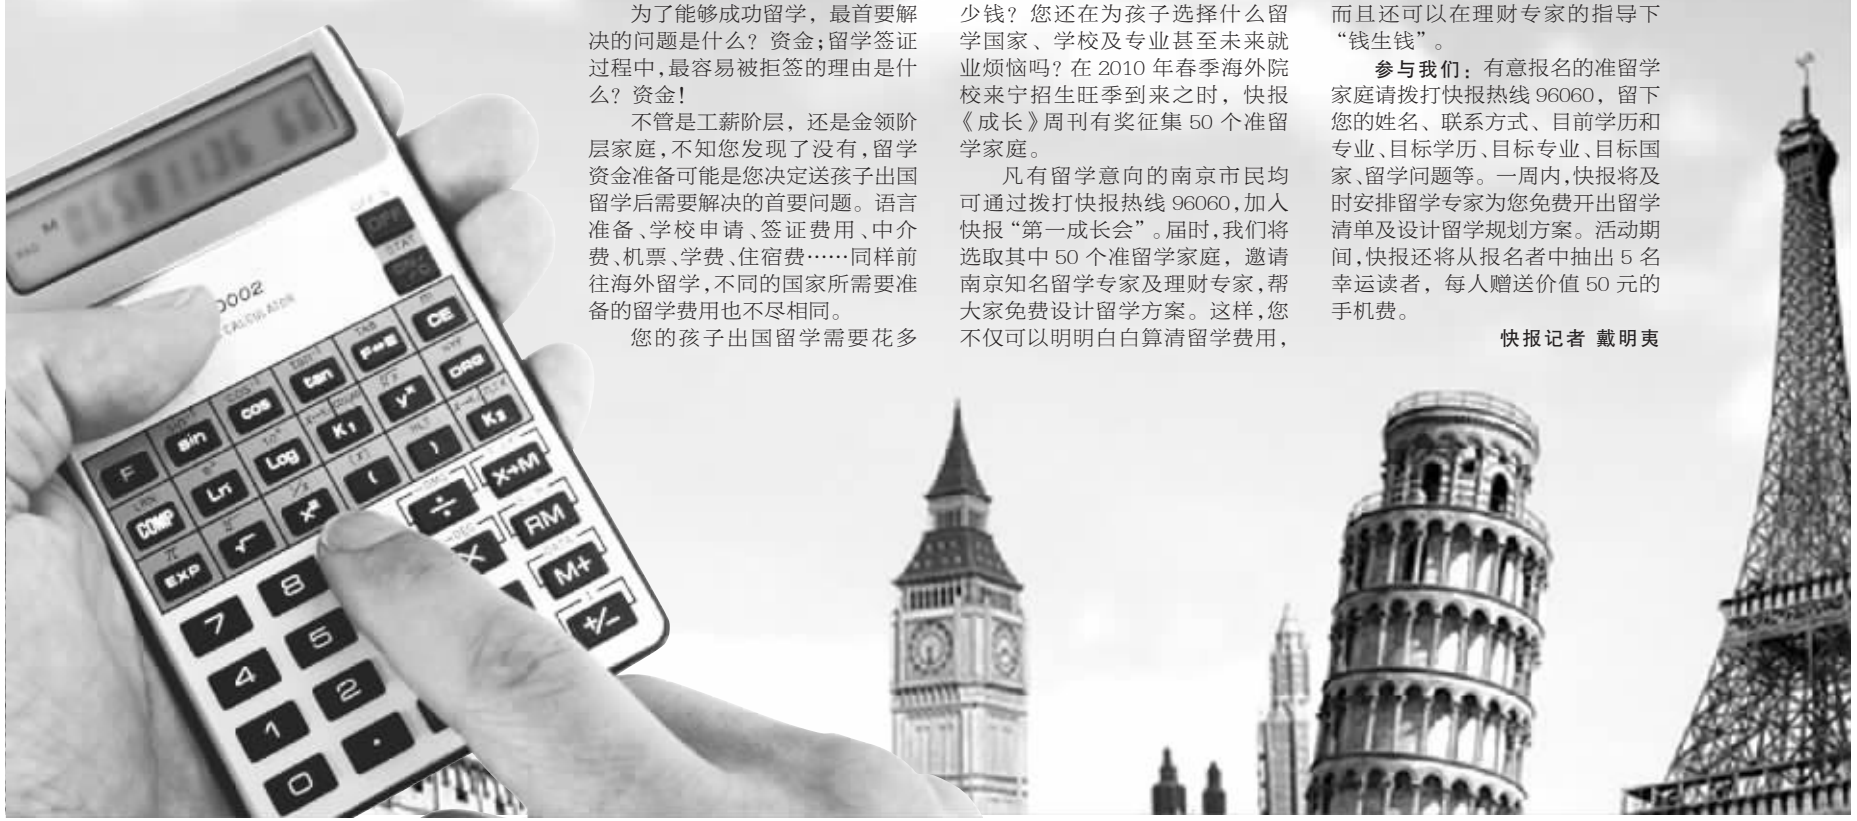 为了能够成功留学，最首要解
决的问题是什么？资金；留学签证
过程中，最容易被拒签的理由是什
么？资金！
不管是工薪阶层，还是金领阶
层家庭，不知您发现了没有，留学
资金准备可能是您决定送孩子出国
留学后需要解决的首要问题。语言
准备、学校申请、签证费用、中介
费、机票、学费、住宿费……同样前
往海外留学，不同的国家所需要准
备的留学费用也不尽相同。
您的孩子出国留学需要花多
少钱？您还在为孩子选择什么留
学国家、学校及专业甚至未来就
业烦恼吗？在 2010 年春季海外院
校来宁招生旺季到来之时，快报
《成长》周刊有奖征集 50 个准留
学家庭。
凡有留学意向的南京市民均
可通过拨打快报热线 96060，加入
快报“第一成长会”。届时，我们将
选取其中 50 个准留学家庭，邀请
南京知名留学专家及理财专家，帮
大家免费设计留学方案。这样，您
不仅可以明明白白算清留学费用，
而且还可以在理财专家的指导下
“钱生钱”。
参与我们：有意报名的准留学
家庭请拨打快报热线 96060，留下
您的姓名、联系方式、目前学历和
专业、目标学历、目标专业、目标国
家、留学问题等。一周内，快报将及
时安排留学专家为您免费开出留学
清单及设计留学规划方案。活动期
间，快报还将从报名者中抽出 5 名
幸运读者，每人赠送价值 50 元的
手机费。
快报记者 戴明夷
M
OFF
STAT
CALCULATOR
F sin cos tan F↔E CE
COMP Ln Log K1 yˣ DRG
π
EXP √ ( ) K2
÷ X→M
7 8 × RM
4 5 M+
1 2 +/−
0 .